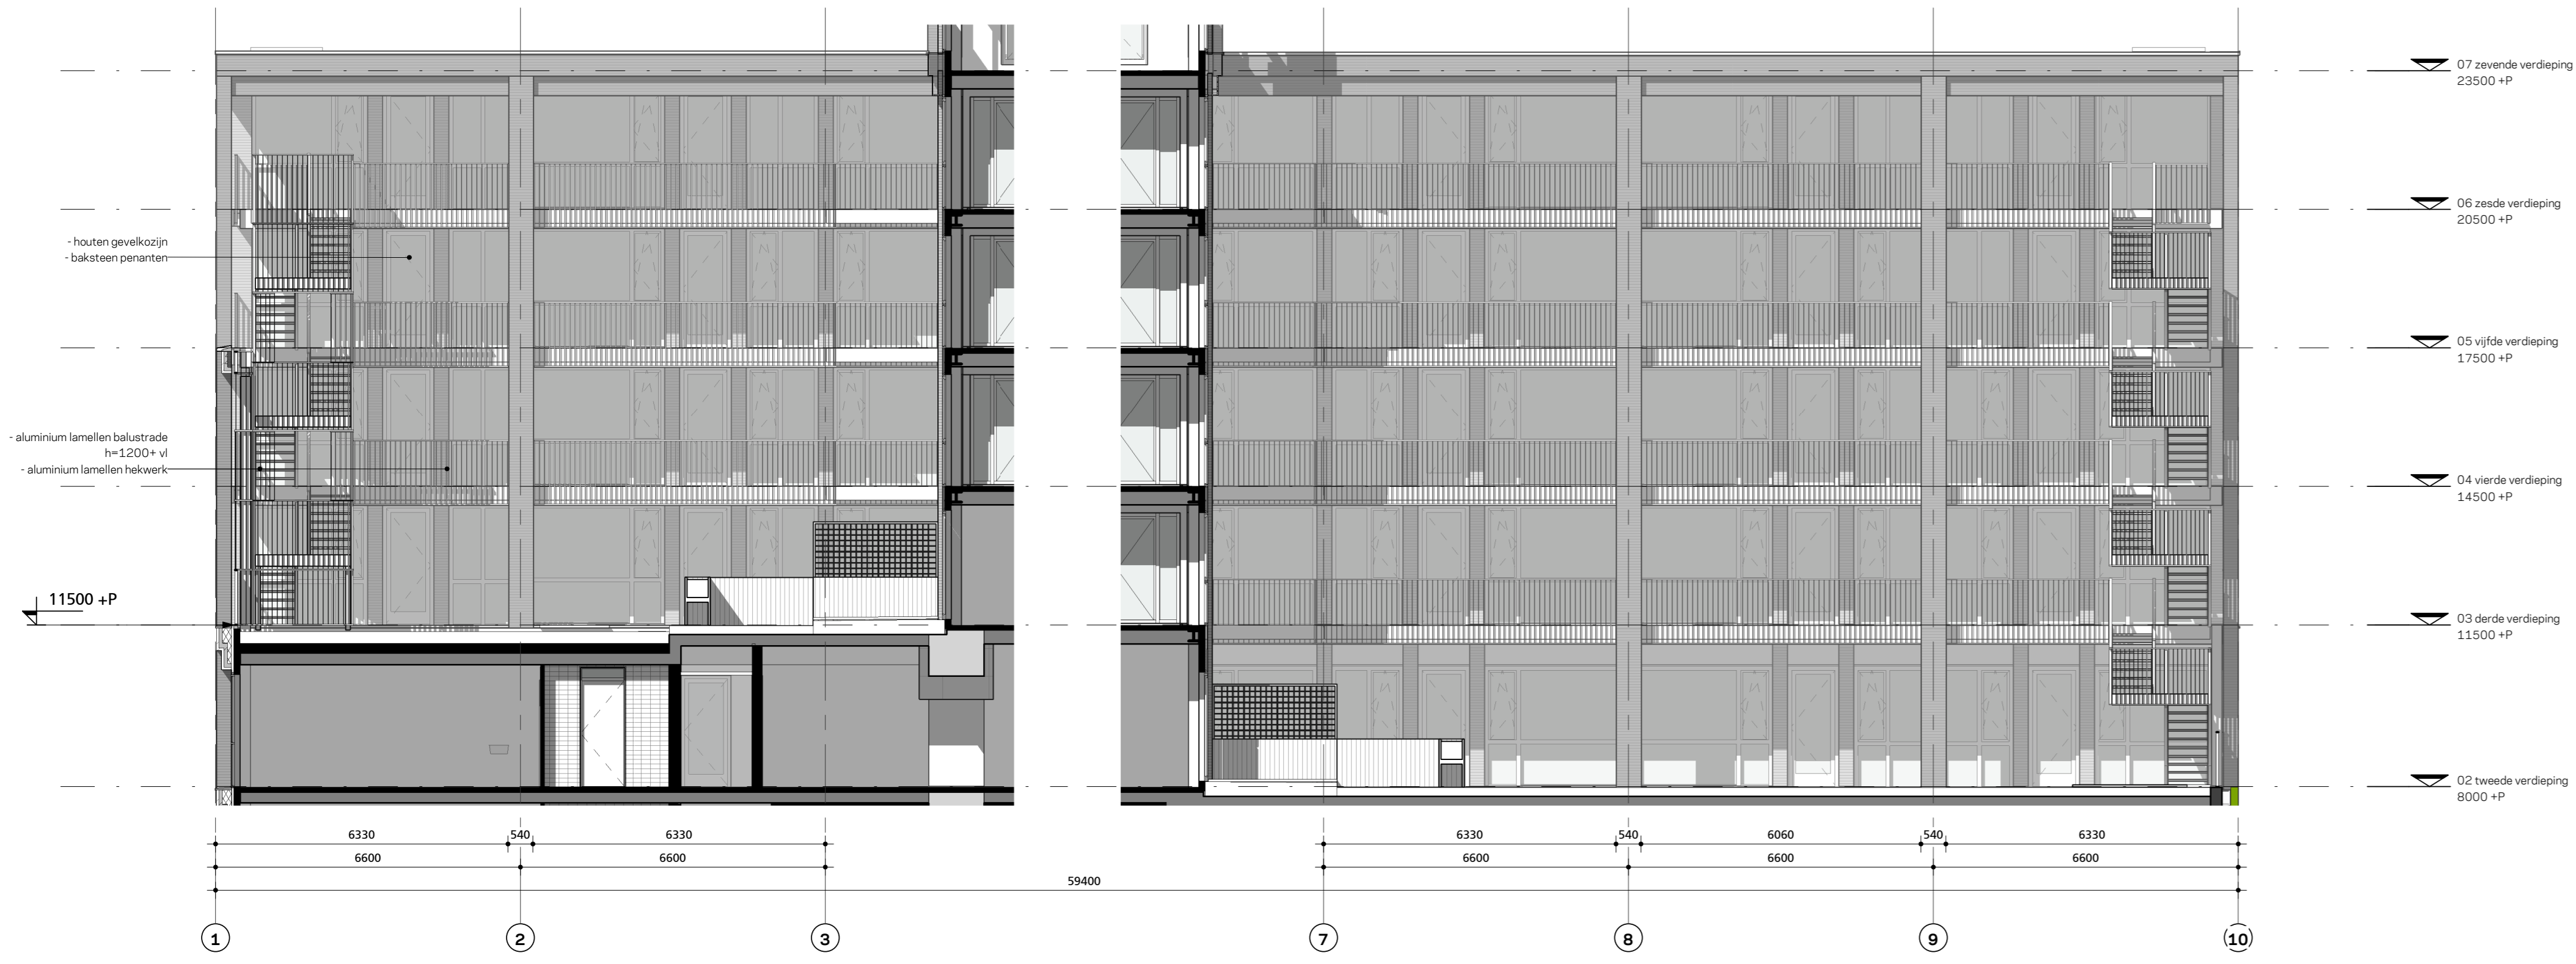 07 zevende verdieping
23500 +P
06 zesde verdieping
20500 +P
- houten gevelkozijn
- baksteen penanten
05 vijfde verdieping
17500 +P
- aluminium lamellen balustrade
h=1200+ vl
- aluminium lamellen hekwerk
04 vierde verdieping
14500 +P
11500 +P
03 derde verdieping
11500 +P
02 tweede verdieping
8000 +P
6330 540 6330 6330 540 6060 540 6330
6600 6600 6600 6600 6600
59400
1 2 3 7 8 9 10